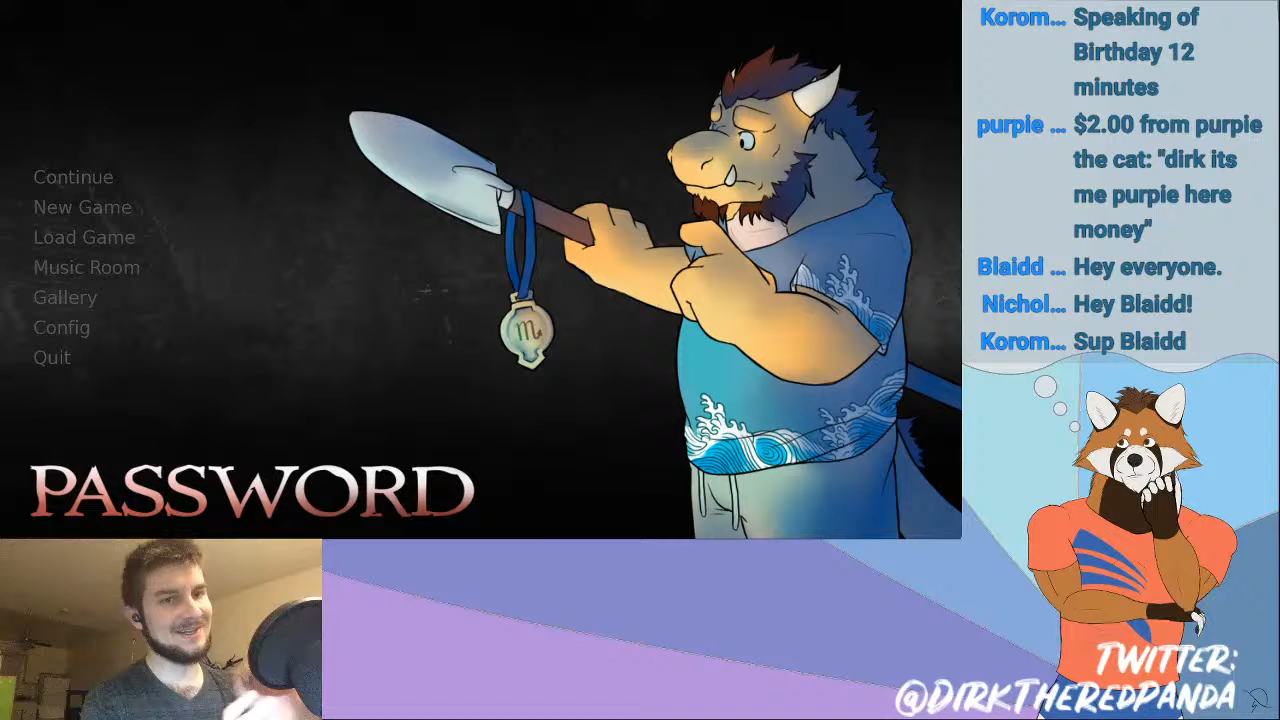 Continue
New Game
Load Game
Music Room
Gallery
Config
Quit
PASSWORD
m
Korom... Speaking of
Birthday 12
minutes
purpie ... $2.00 from purpie
the cat: "dirk its
me purpie here
money"
Blaidd ... Hey everyone.
Nichol... Hey Blaidd!
Korom... Sup Blaidd
TWITTER:
@DIRKTHEREDPANDA